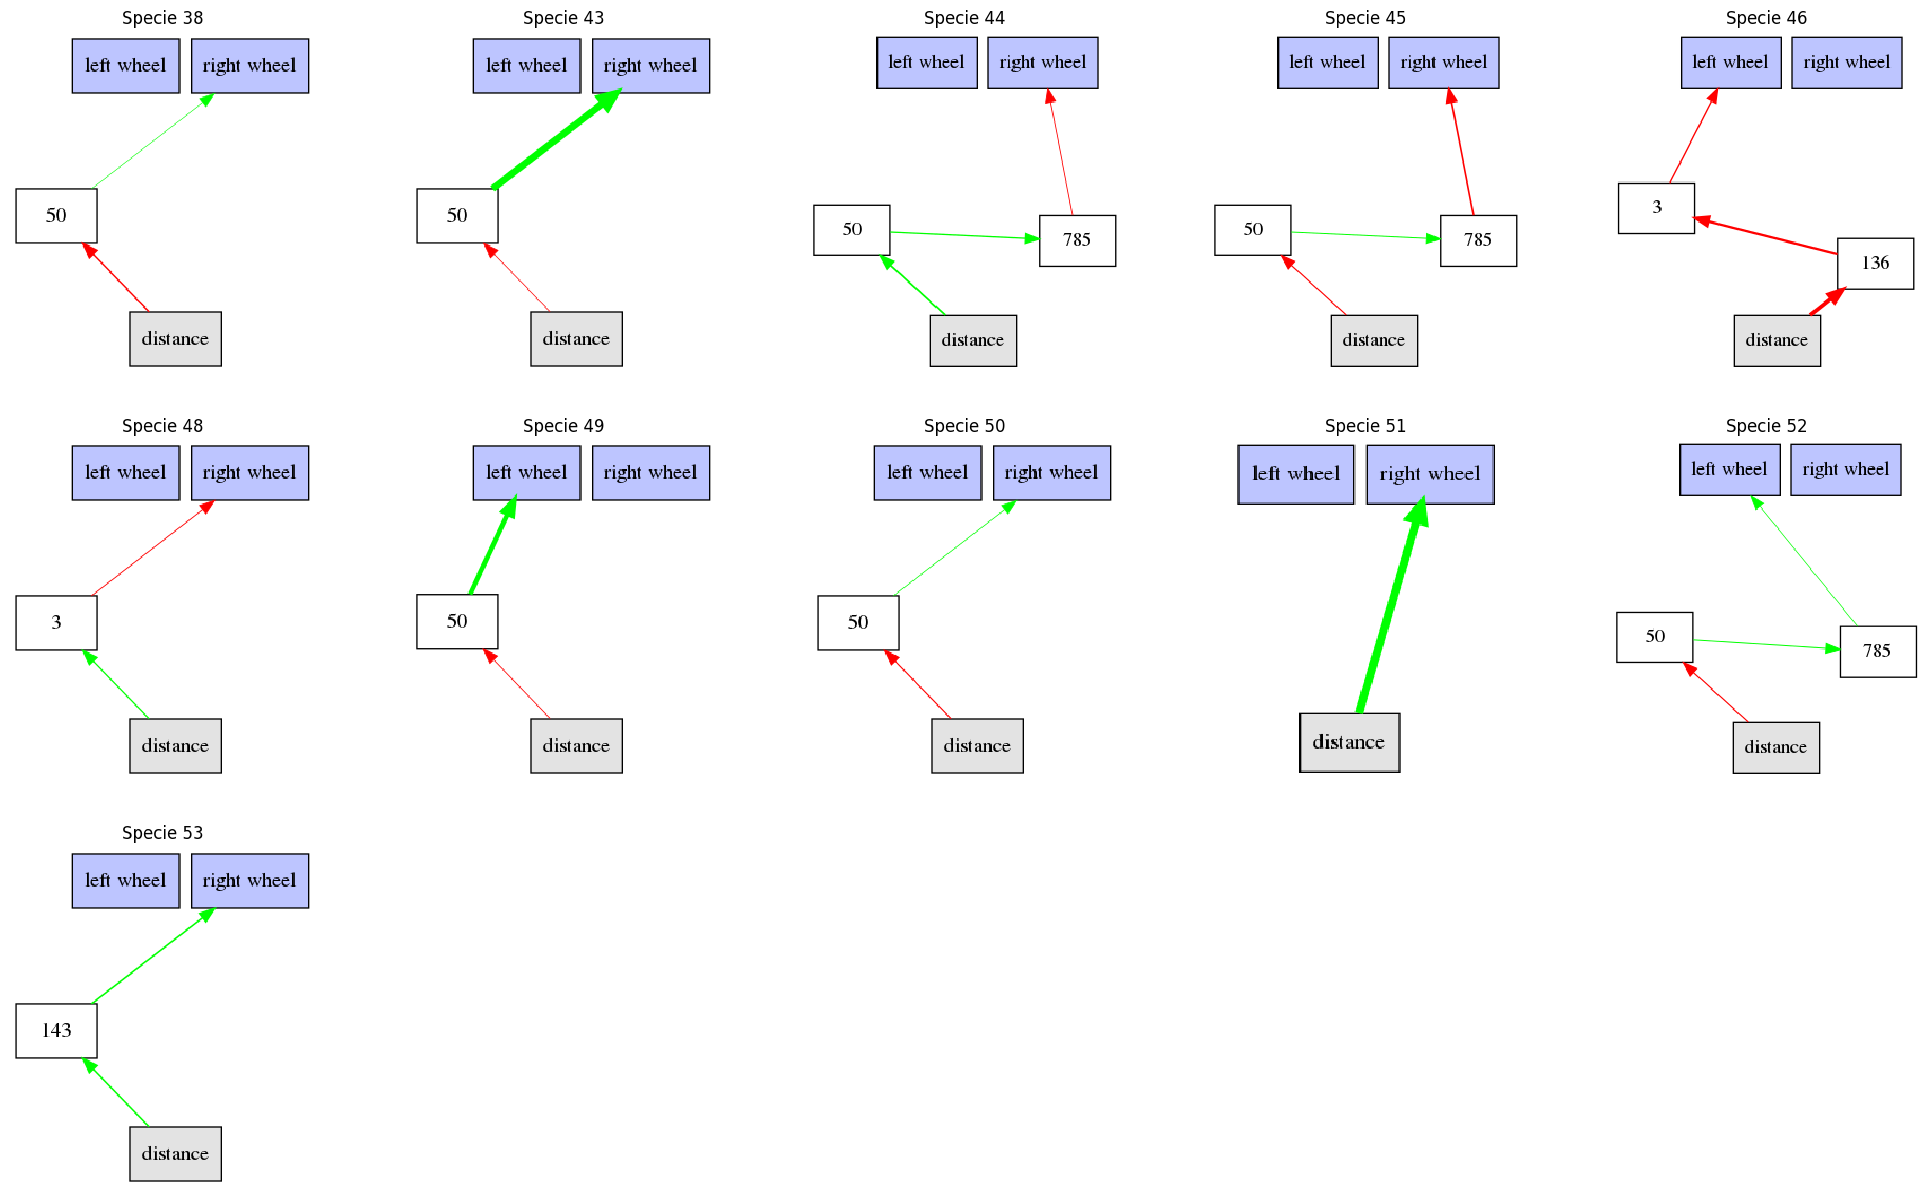 Specie 38
left wheel
right wheel
50
distance
Specie 43
left wheel
right wheel
50
distance
Specie 44
left wheel
right wheel
50
785
distance
Specie 45
left wheel
right wheel
50
785
distance
Specie 46
left wheel
right wheel
3
136
distance
Specie 48
left wheel
right wheel
3
distance
Specie 49
left wheel
right wheel
50
distance
Specie 50
left wheel
right wheel
50
distance
Specie 51
left wheel
right wheel
distance
Specie 52
left wheel
right wheel
50
785
distance
Specie 53
left wheel
right wheel
143
distance